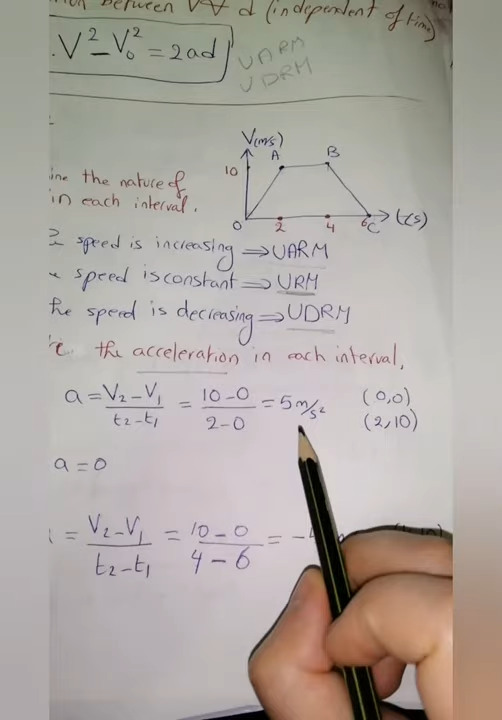 between V & d (independent of time)
V² - V₀² = 2ad
UARM
UDRM
V(m/s)
A B
10
ine the nature of
in each interval.
O 2 4 6 C t(s)
speed is increasing ⇒ UARM
speed is constant ⇒ URM
he speed is decreasing ⇒ UDRM
the acceleration in each interval,
a = V₂-V₁/t₂-t₁ = 10-0/2-0 = 5m/s² (0,0)
(2,10)
a = 0
= V₂-V₁/t₂-t₁ = 10-0/4-6 = -